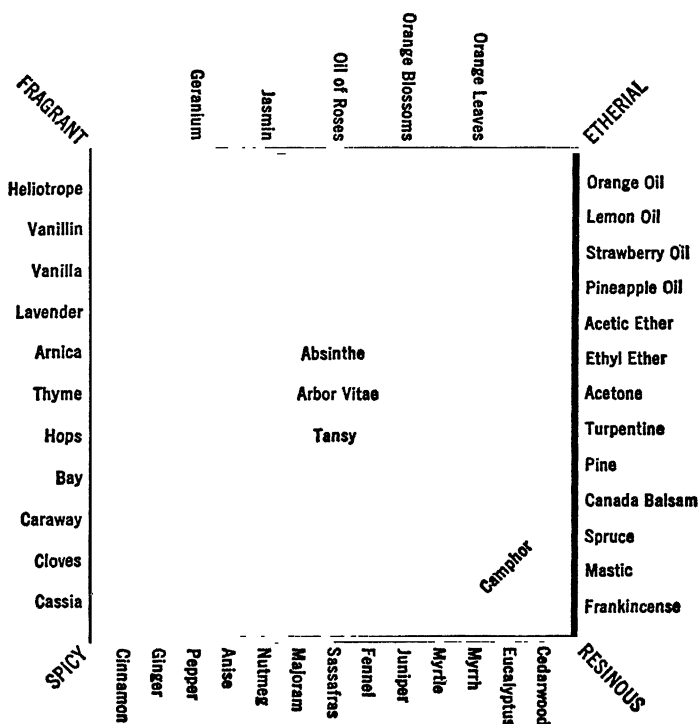 FRAGRANT
Geranium
Jasmin
Oil of Roses
Orange Blossoms
Orange Leaves
ETHERIAL
Heliotrope
Vanillin
Vanilla
Lavender
Arnica
Thyme
Hops
Bay
Caraway
Cloves
Cassia
Absinthe
Arbor Vitae
Tansy
Camphor
Orange Oil
Lemon Oil
Strawberry Oil
Pineapple Oil
Acetic Ether
Ethyl Ether
Acetone
Turpentine
Pine
Canada Balsam
Spruce
Mastic
Frankincense
SPICY
Cinnamon
Ginger
Pepper
Anise
Nutmeg
Majoram
Sassafras
Fennel
Juniper
Myrtle
Myrrh
Eucalyptus
Cedarwood
RESINOUS